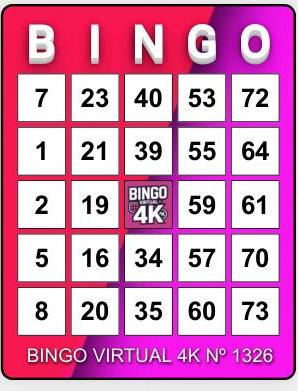 B I N G O
7 23 40 53 72
1 21 39 55 64
2 19 BINGO VIRTUAL 4K 59 61
5 16 34 57 70
8 20 35 60 73
BINGO VIRTUAL 4K Nº 1326